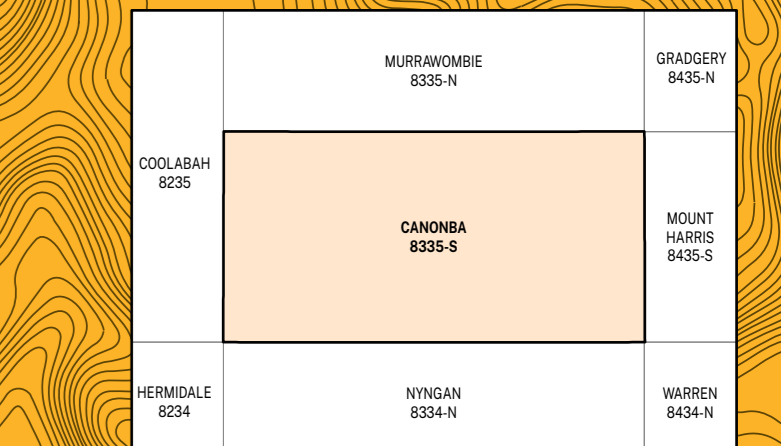 MURRAWOMBIE
8335-N
GRADGERY
8435-N
COOLABAH
8235
CANONBA
8335-S
MOUNT
HARRIS
8435-S
HERMIDALE
8234
NYNGAN
8334-N
WARREN
8434-N